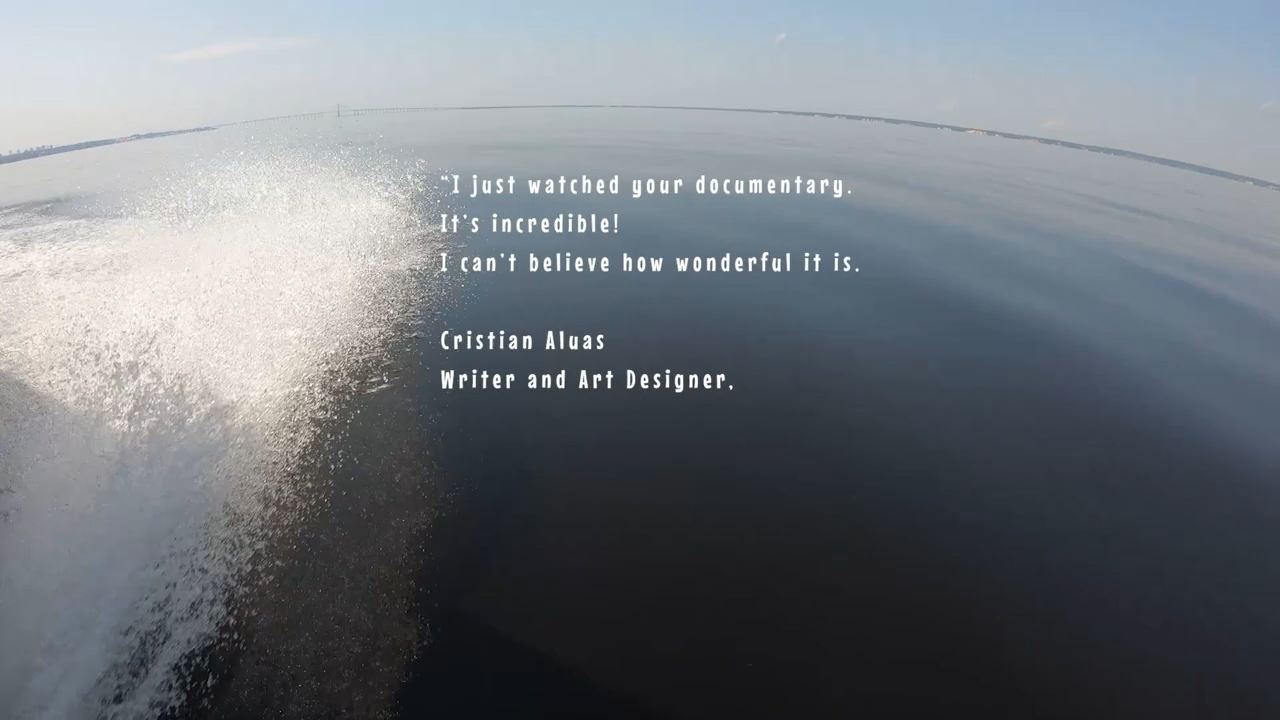 "I just watched your documentary.
It's incredible!
I can't believe how wonderful it is.
Cristian Aluas
Writer and Art Designer,